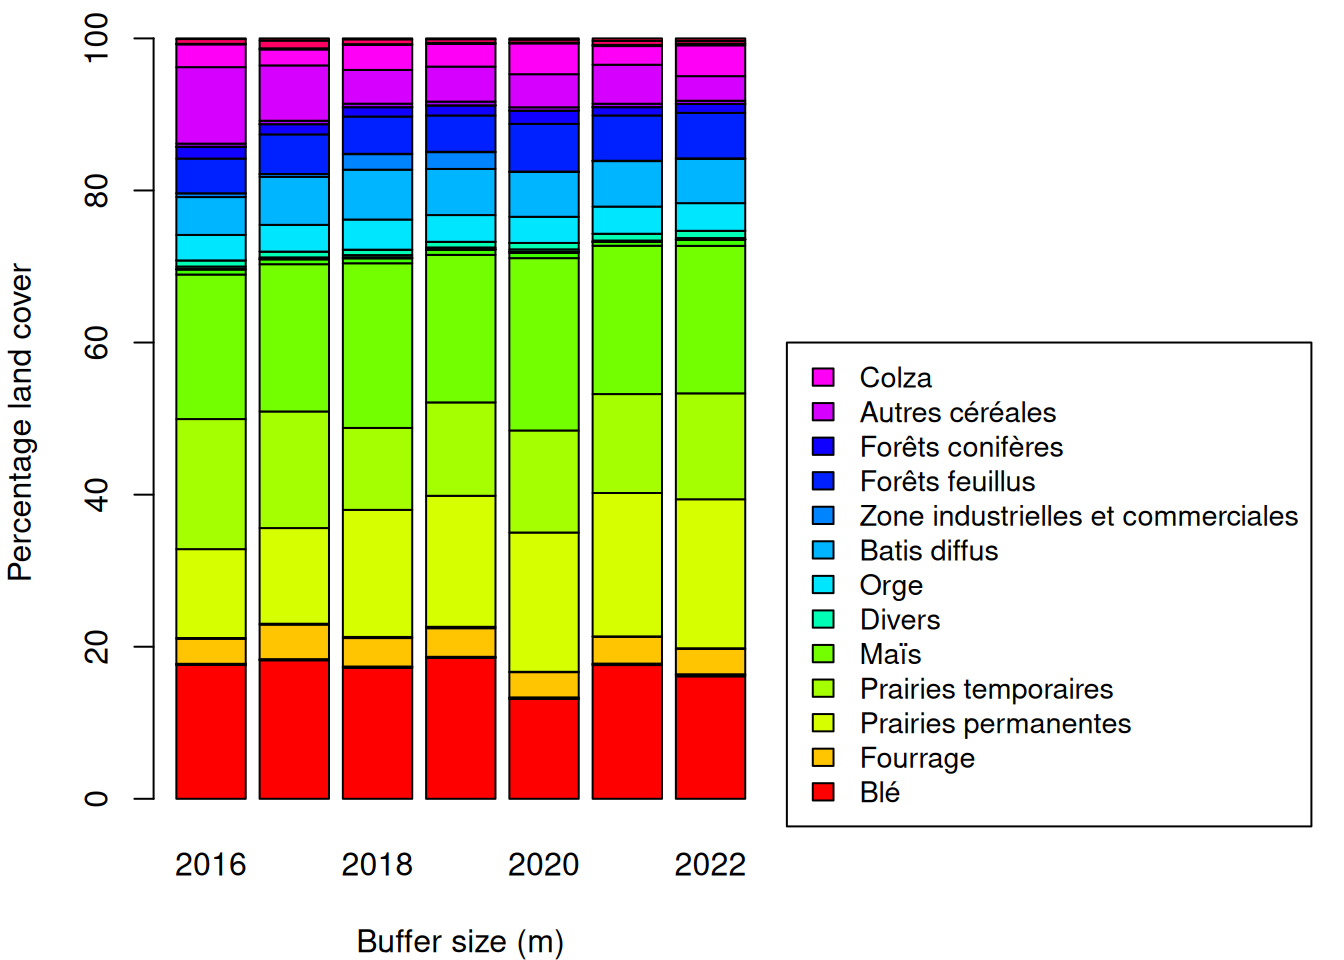 Percentage land cover
100
80
60
40
20
0
2016
2018
2020
2022
Buffer size (m)
Colza
Autres céréales
Forêts conifères
Forêts feuillus
Zone industrielles et commerciales
Batis diffus
Orge
Divers
Maïs
Prairies temporaires
Prairies permanentes
Fourrage
Blé